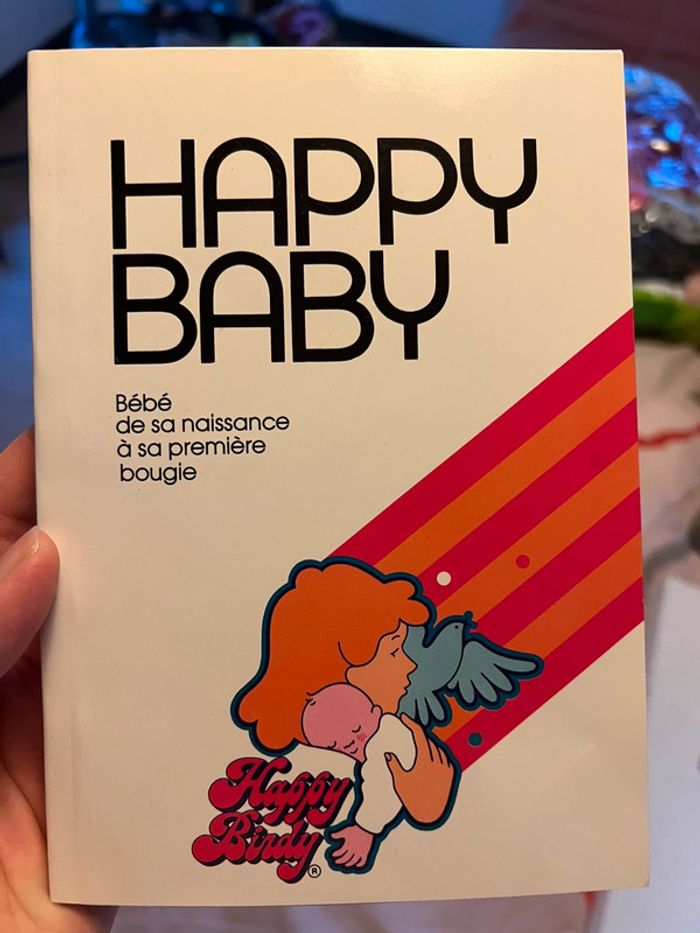 HAPPY
BABY
Bébé
de sa naissance
à sa première
bougie
Happy
Birdy
®